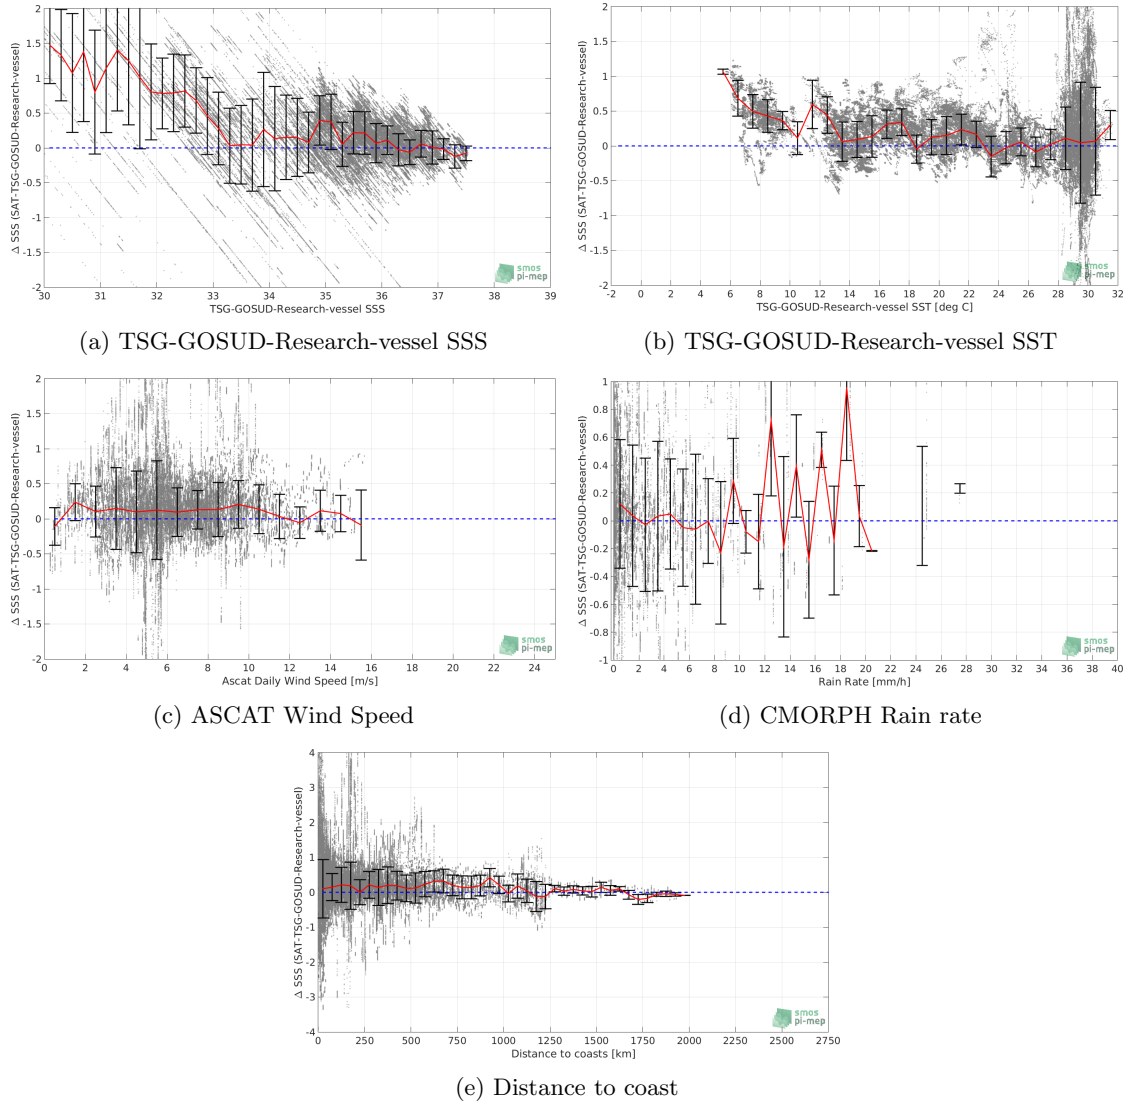 2
1.5
1
0.5
0
-0.5
-1
-1.5
-2
Δ SSS (SAT-TSG-GOSUD-Research-vessel)
30 31 32 33 34 35 36 37 38 39
TSG-GOSUD-Research-vessel SSS
smos
pi-mep
(a) TSG-GOSUD-Research-vessel SSS
2
1.5
1
0.5
0
-0.5
-1
-1.5
-2
Δ SSS (SAT-TSG-GOSUD-Research-vessel)
-2 0 2 4 6 8 10 12 14 16 18 20 22 24 26 28 30 32
TSG-GOSUD-Research-vessel SST [deg C]
smos
pi-mep
(b) TSG-GOSUD-Research-vessel SST
2
1.5
1
0.5
0
-0.5
-1
-1.5
-2
Δ SSS (SAT-TSG-GOSUD-Research-vessel)
0 2 4 6 8 10 12 14 16 18 20 22 24
Ascat Daily Wind Speed [m/s]
smos
pi-mep
(c) ASCAT Wind Speed
1
0.8
0.6
0.4
0.2
0
-0.2
-0.4
-0.6
-0.8
-1
Δ SSS (SAT-TSG-GOSUD-Research-vessel)
0 2 4 6 8 10 12 14 16 18 20 22 24 26 28 30 32 34 36 38 40
Rain Rate [mm/h]
smos
pi-mep
(d) CMORPH Rain rate
4
3
2
1
0
-1
-2
-3
-4
Δ SSS (SAT-TSG-GOSUD-Research-vessel)
0 250 500 750 1000 1250 1500 1750 2000 2250 2500 2750
Distance to coasts [km]
smos
pi-mep
(e) Distance to coast